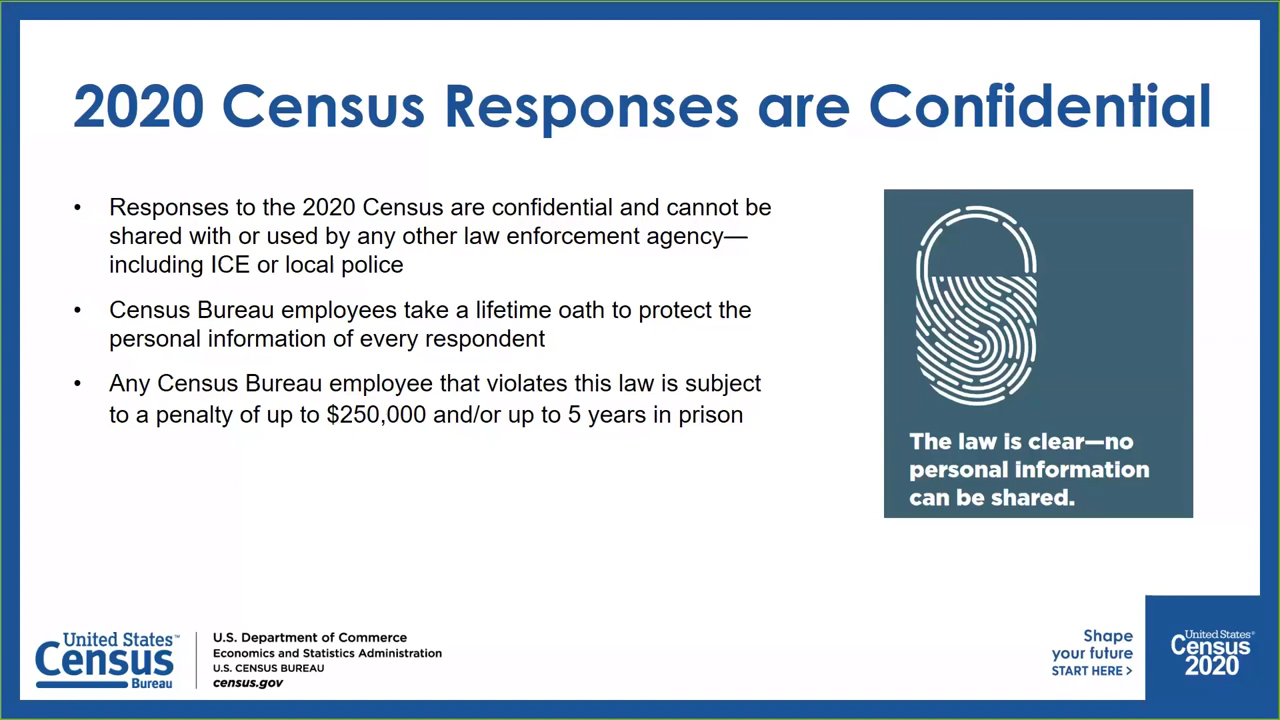 2020 Census Responses are Confidential
• Responses to the 2020 Census are confidential and cannot be
shared with or used by any other law enforcement agency—
including ICE or local police
• Census Bureau employees take a lifetime oath to protect the
personal information of every respondent
• Any Census Bureau employee that violates this law is subject
to a penalty of up to $250,000 and/or up to 5 years in prison
The law is clear—no
personal information
can be shared.
United States™
Census
Bureau
U.S. Department of Commerce
Economics and Statistics Administration
U.S. CENSUS BUREAU
census.gov
Shape
your future
START HERE >
United States®
Census
2020